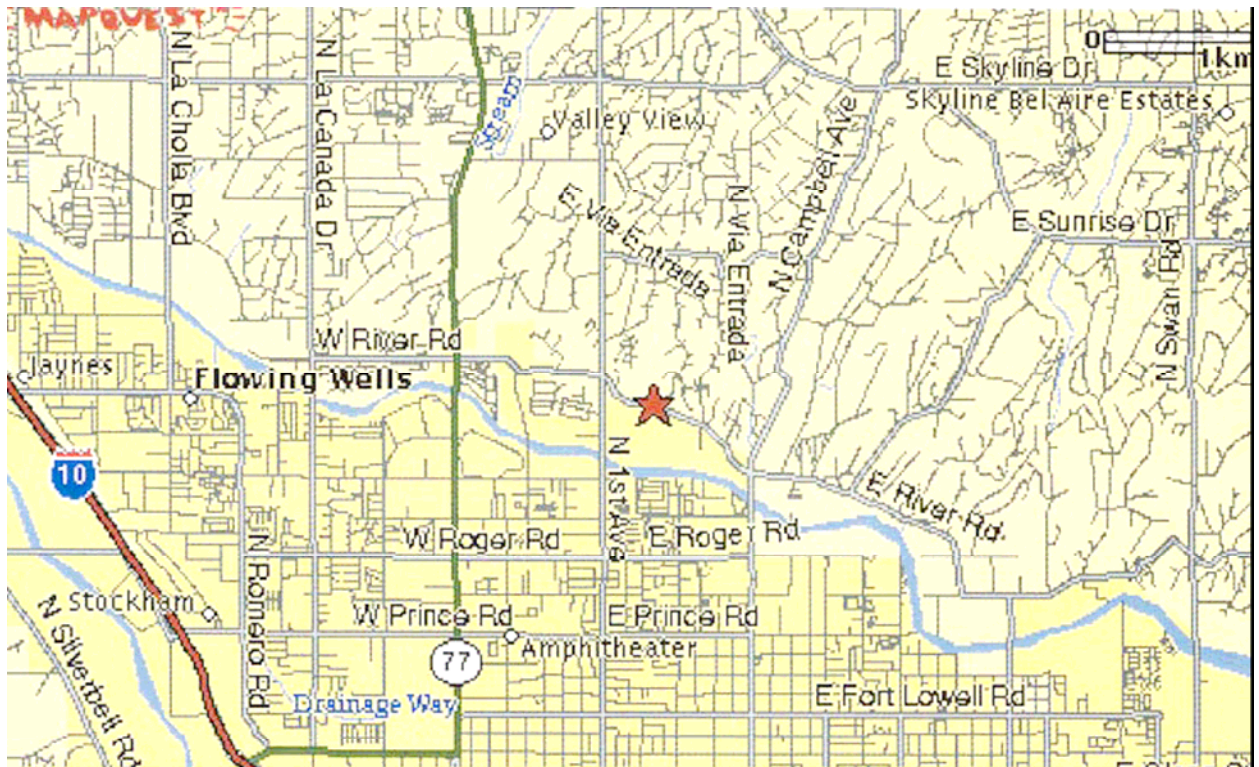 MAPQUEST
0
1km
N La Cholla Blvd
N La Canada Dr
Stream
Valley View
E Skyline Dr
Skyline Bel Aire Estates
N Campbel Ave
E Via Entrada
N Via Entrada
E Sunrise Dr
N Swan Rd
W River Rd
Jaynes
Flowing Wells
10
N 1st Ave
E River Rd
W Roger Rd
E Roger Rd
N Romero Rd
Stockham
N Silverbell Rd
W Prince Rd
E Prince Rd
77
Amphitheater
Drainage Way
E Fort Lowell Rd